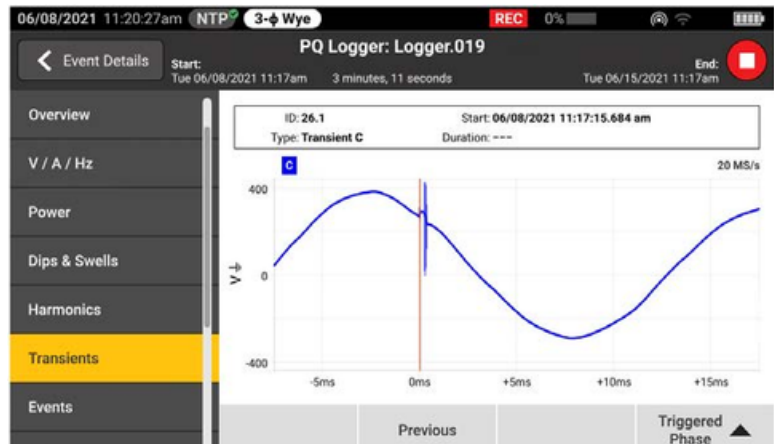 06/08/2021 11:20:27am NTP 3-ϕ Wye REC 0%
Event Details
PQ Logger: Logger.019
Start:
Tue 06/08/2021 11:17am 3 minutes, 11 seconds
End:
Tue 06/15/2021 11:17am
Overview
V / A / Hz
Power
Dips & Swells
Harmonics
Transients
Events
ID: 26.1 Start: 06/08/2021 11:17:15.684 am
Type: Transient C Duration: ---
C 20 MS/s
400
0
-400
V ⏚
-5ms 0ms +5ms +10ms +15ms
Previous
Triggered
Phase